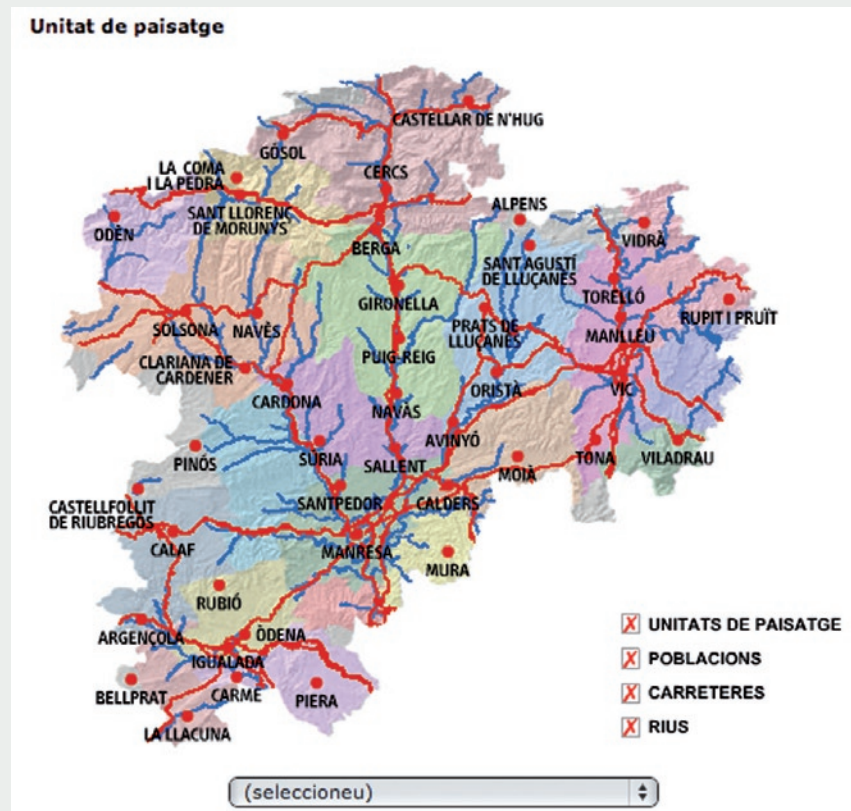 Unitat de paisatge
CASTELLAR DE N'HUG
GÓSOL
LA COMA
I LA PEDRA
CERCS
SANT LLORENÇ
DE MORUNYS
ALPENS
ODÈN
VIDRÀ
BERGA
SANT AGUSTÍ
DE LLUÇANÈS
GIRONELLA
TORELLÓ
RUPIT I PRUÏT
SOLSONA
NAVÈS
PRATS DE
LLUÇANÈS
MANLLEU
PUIG-REIG
CLARIANA DE
CARDENER
CARDONA
ORISTÀ
VIC
NAVÀS
AVINYÓ
PINÓS
SÚRIA
SALLENT
TONA
VILADRAU
MOIÀ
CASTELLFOLLIT
DE RIUBREGÓS
SANTPEDOR
CALDERS
CALAF
MANRESA
MURA
RUBIÓ
ARGENÇOLA
ÒDENA
IGUALADA
BELLPRAT
CARME
PIERA
LA LLACUNA
UNITATS DE PAISATGE
POBLACIONS
CARRETERES
RIUS
(seleccioneu)